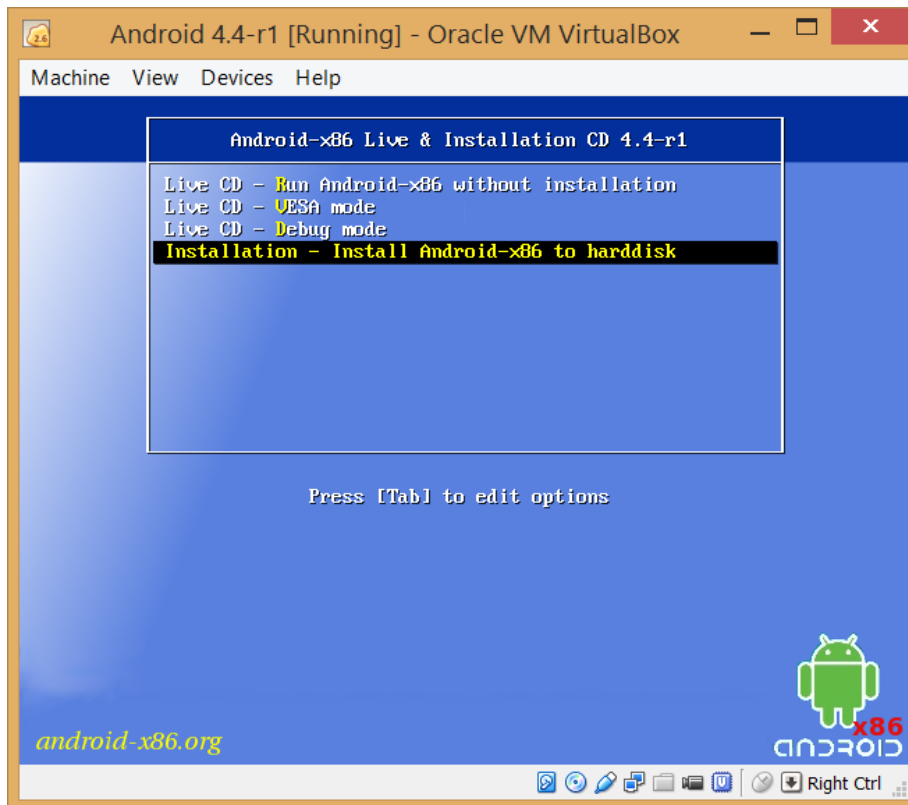 2.6
Android 4.4-r1 [Running] - Oracle VM VirtualBox
Machine View Devices Help
Android-x86 Live & Installation CD 4.4-r1
Live CD - Run Android-x86 without installation
Live CD - VESA mode
Live CD - Debug mode
Installation - Install Android-x86 to harddisk
Press [Tab] to edit options
android-x86.org
x86
ANDROID
Right Ctrl